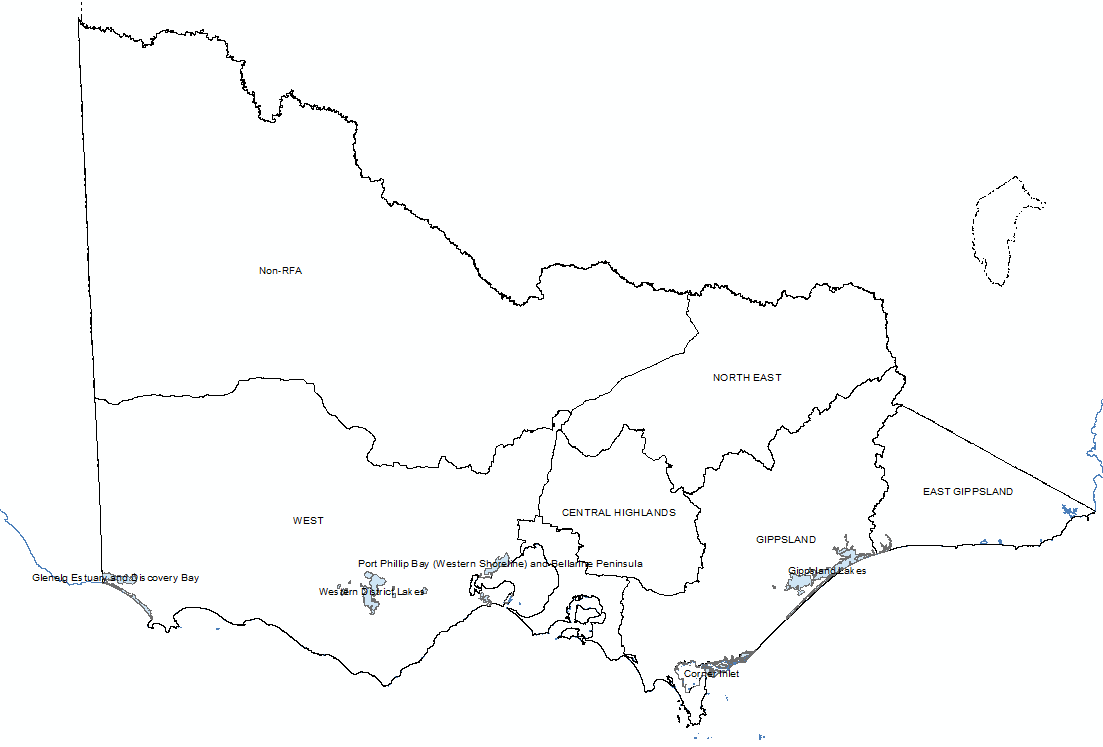 Non-RFA
NORTH EAST
EAST GIPPSLAND
CENTRAL HIGHLANDS
WEST
GIPPSLAND
Port Phillip Bay (Western Shoreline) and Bellarine Peninsula
Gippsland Lakes
Glenelg Estuary and Discovery Bay
Western District Lakes
Corner Inlet